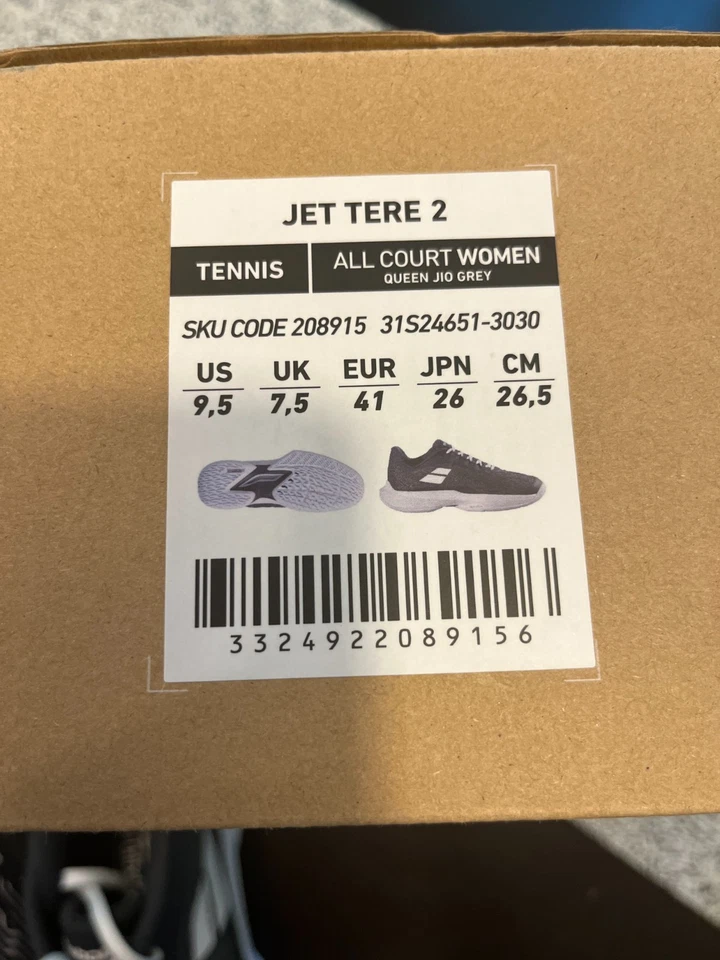 JET TERE 2
TENNIS
ALL COURT WOMEN
QUEEN JIO GREY
SKU CODE 208915 31S24651-3030
US UK EUR JPN CM
9,5 7,5 41 26 26,5
3324922089156